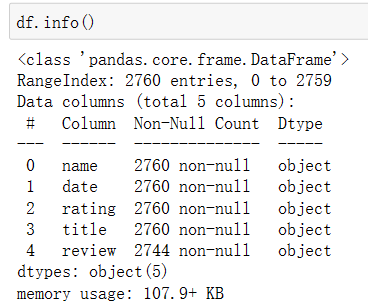 df.info()
<class 'pandas.core.frame.DataFrame'>
RangeIndex: 2760 entries, 0 to 2759
Data columns (total 5 columns):
 #   Column  Non-Null Count  Dtype
---  ------  --------------  -----
 0   name    2760 non-null   object
 1   date    2760 non-null   object
 2   rating  2760 non-null   object
 3   title   2760 non-null   object
 4   review  2744 non-null   object
dtypes: object(5)
memory usage: 107.9+ KB